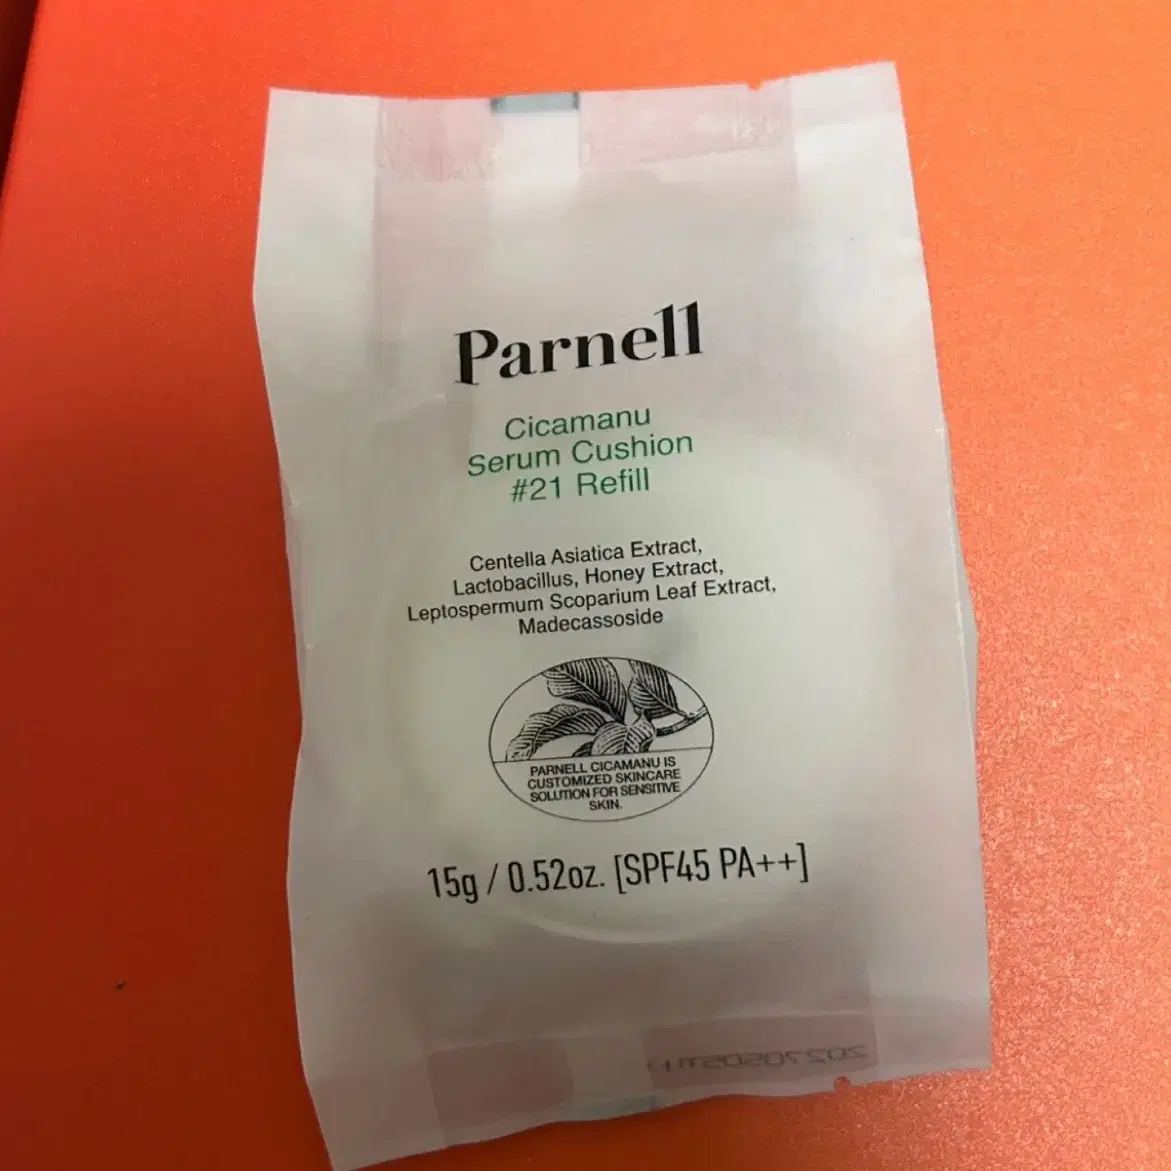 Parnell
Cicamanu
Serum Cushion
#21 Refill
Centella Asiatica Extract,
Lactobacillus, Honey Extract,
Leptospermum Scoparium Leaf Extract,
Madecassoside
PARNELL CICAMANU IS
CUSTOMIZED SKINCARE
SOLUTION FOR SENSITIVE
SKIN.
15g / 0.52oz. [SPF45 PA++]